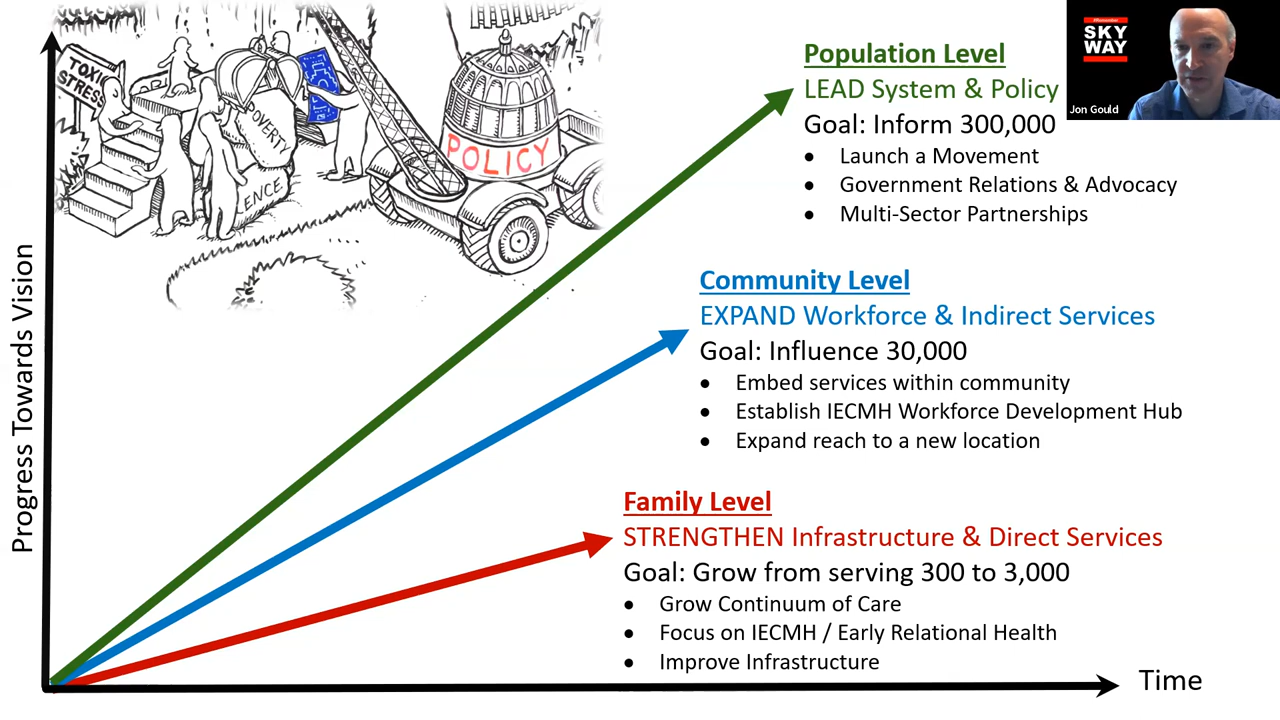 TOXIC
STRESS
POVERTY
LENCE
POLICY
Population Level
LEAD System & Policy
Goal: Inform 300,000
• Launch a Movement
• Government Relations & Advocacy
• Multi-Sector Partnerships
SKY
WAY
Jon Gould
Community Level
EXPAND Workforce & Indirect Services
Goal: Influence 30,000
• Embed services within community
• Establish IECMH Workforce Development Hub
• Expand reach to a new location
Family Level
STRENGTHEN Infrastructure & Direct Services
Goal: Grow from serving 300 to 3,000
• Grow Continuum of Care
• Focus on IECMH / Early Relational Health
• Improve Infrastructure
Progress Towards Vision
Time